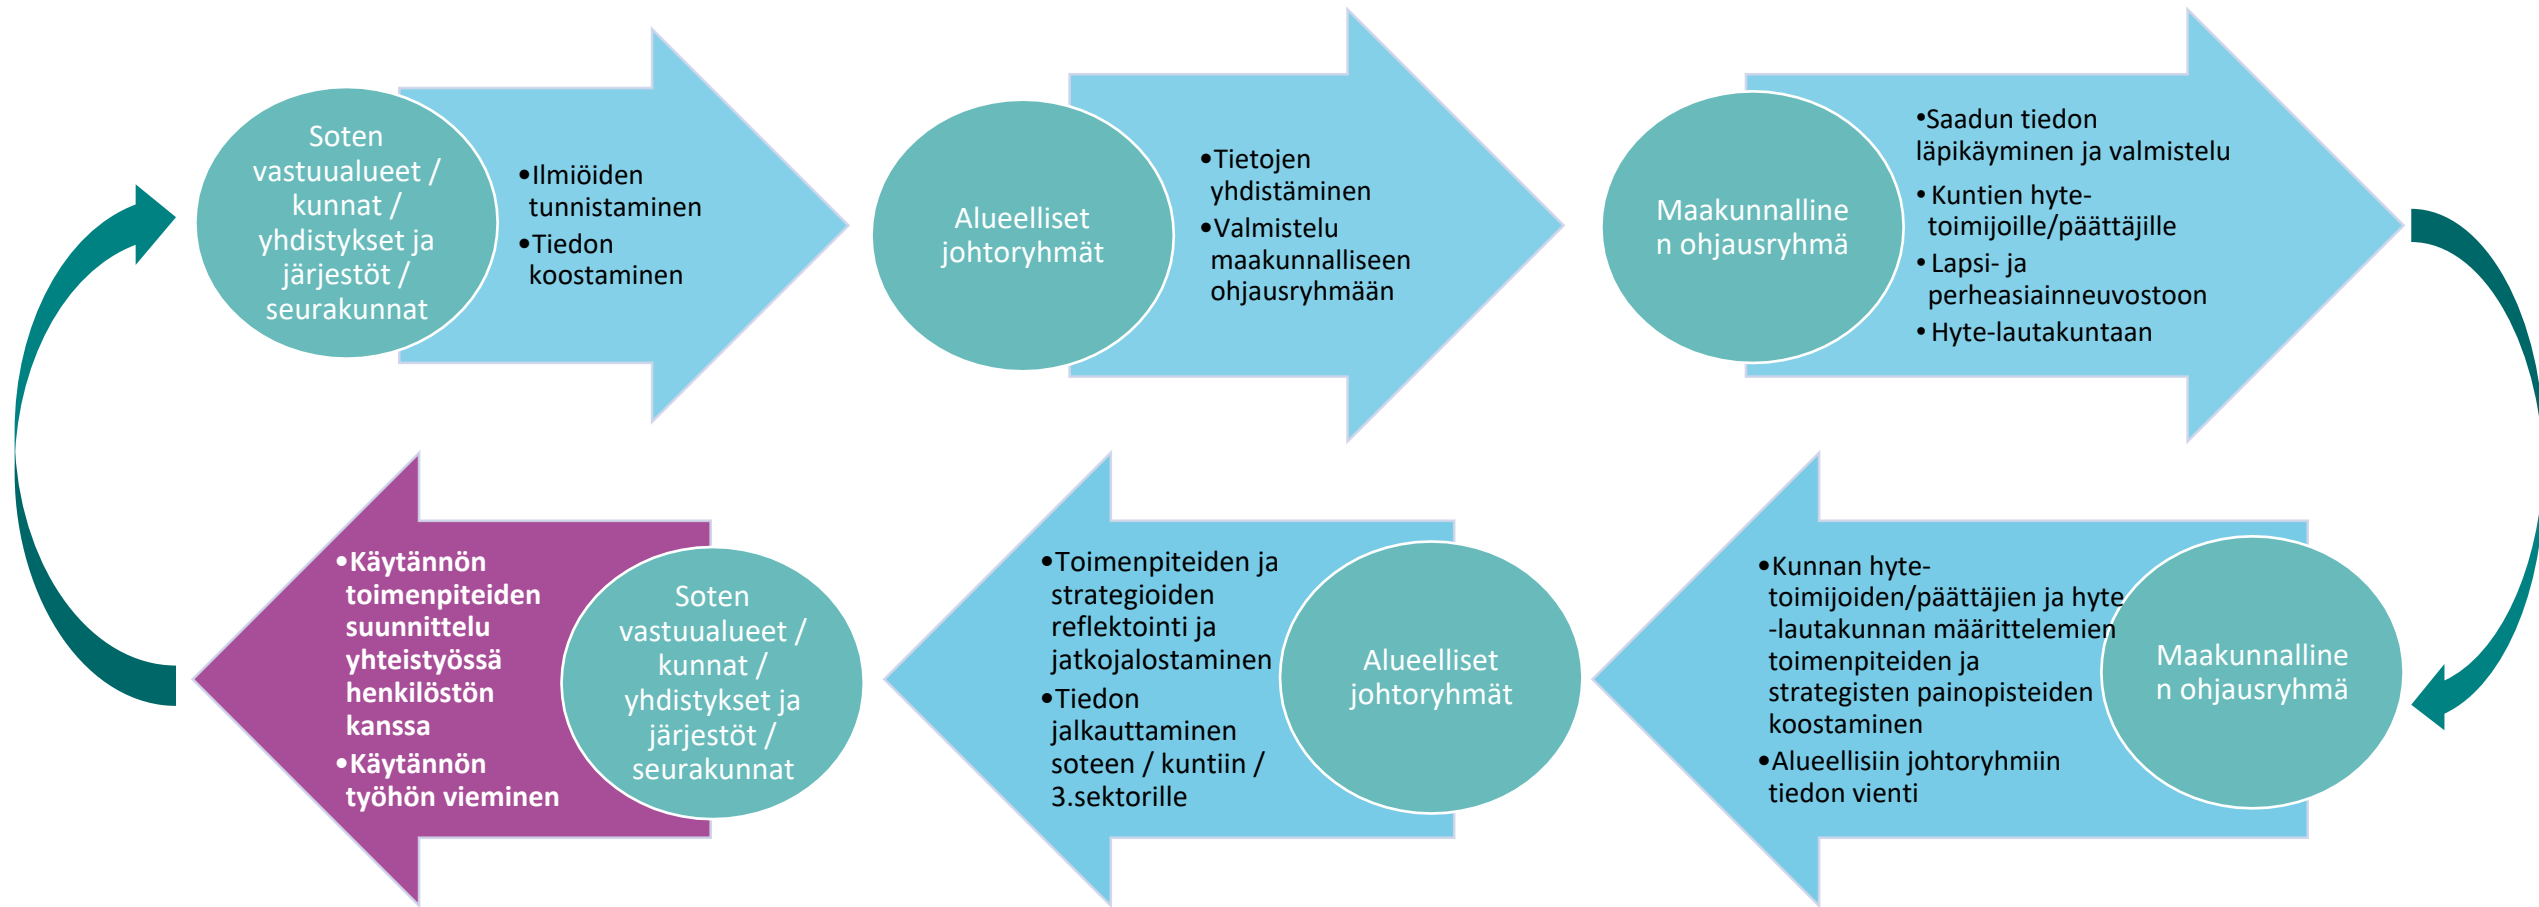 Soten
vastuualueet /
kunnat /
yhdistykset ja
järjestöt /
seurakunnat
•Ilmiöiden
tunnistaminen
•Tiedon
koostaminen
Alueelliset
johtoryhmät
•Tietojen
yhdistäminen
•Valmistelu
maakunnalliseen
ohjausryhmään
Maakunnalline
n ohjausryhmä
•Saadun tiedon
läpikäyminen ja valmistelu
• Kuntien hyte-
toimijoille/päättäjille
• Lapsi- ja
perheasiainneuvostoon
• Hyte-lautakuntaan
•Käytännön
toimenpiteiden
suunnittelu
yhteistyössä
henkilöstön
kanssa
•Käytännön
työhön vieminen
Soten
vastuualueet /
kunnat /
yhdistykset ja
järjestöt /
seurakunnat
•Toimenpiteiden ja
strategioiden
reflektointi ja
jatkojalostaminen
•Tiedon
jalkauttaminen
soteen / kuntiin /
3.sektorille
Alueelliset
johtoryhmät
•Kunnan hyte-
toimijoiden/päättäjien ja hyte
-lautakunnan määrittelemien
toimenpiteiden ja
strategisten painopisteiden
koostaminen
•Alueellisiin johtoryhmiin
tiedon vienti
Maakunnalline
n ohjausryhmä